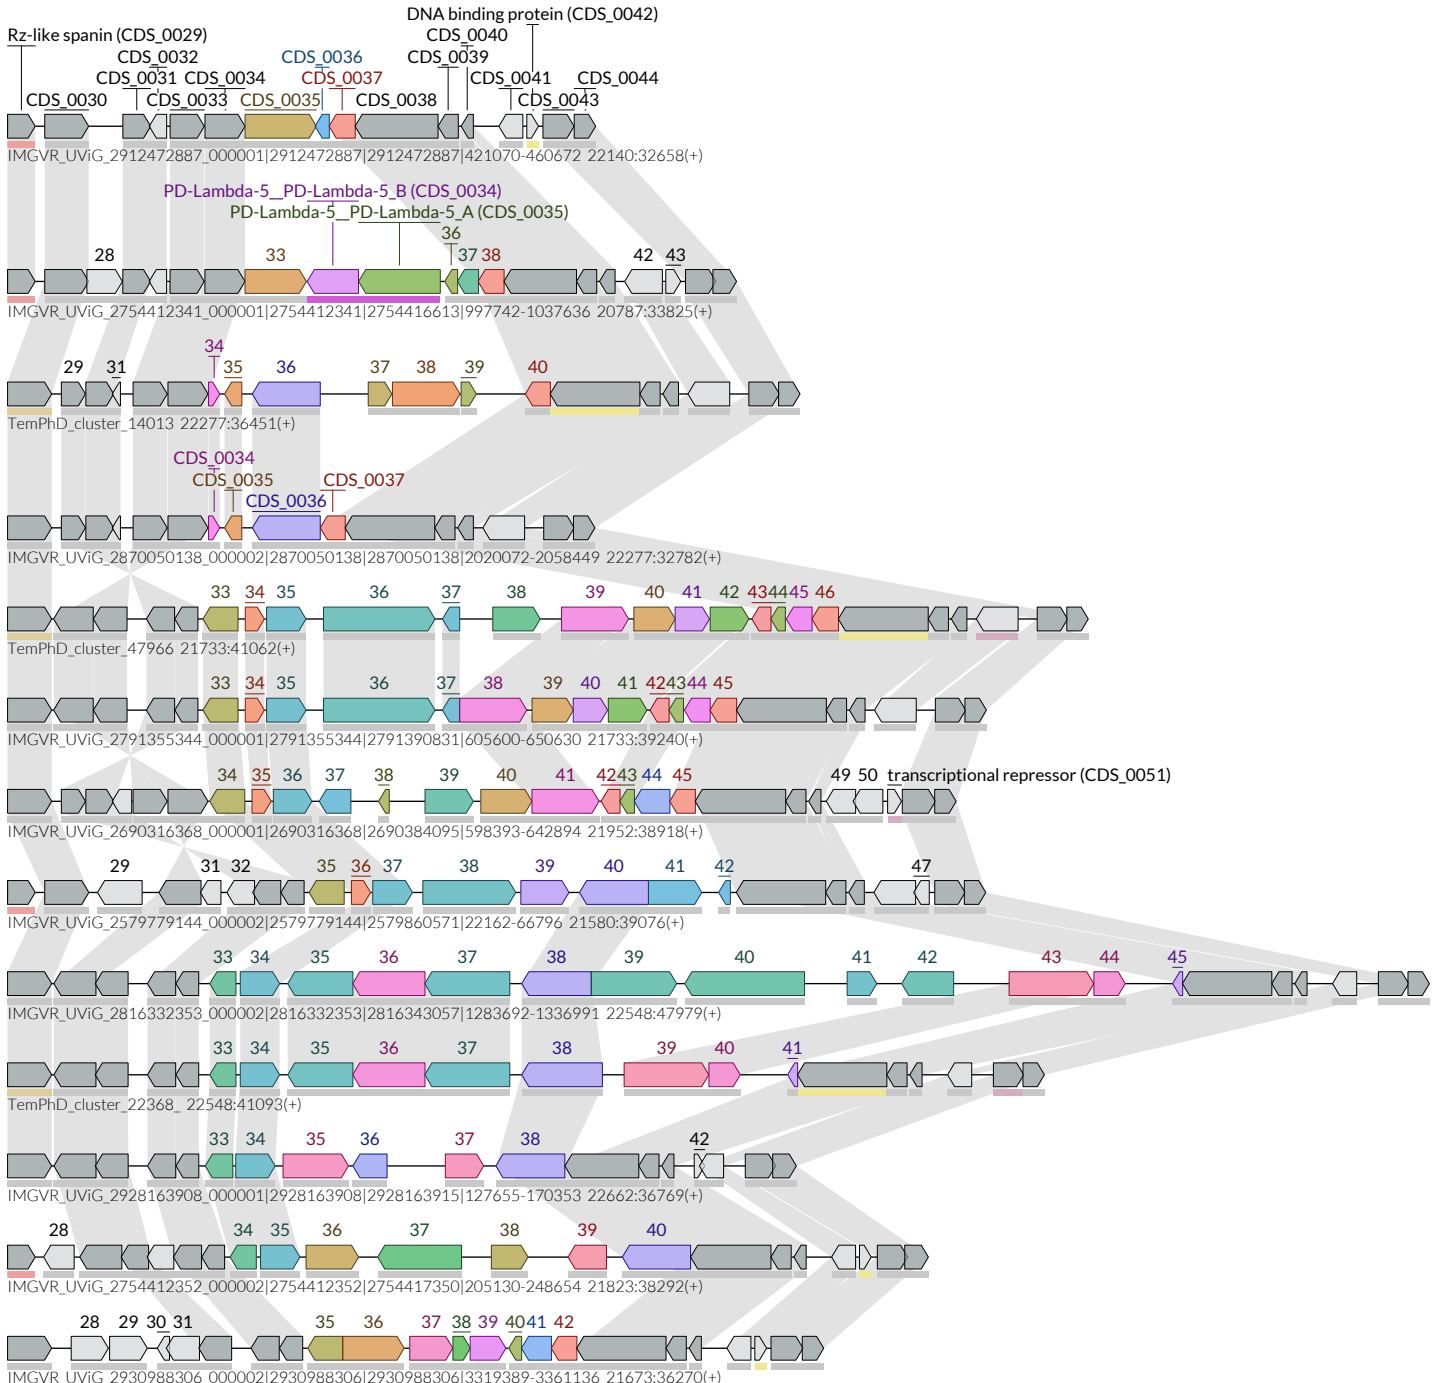 DNA binding protein (CDS_0042)
Rz-like spanin (CDS_0029) CDS_0040
CDS_0032 CDS_0036 CDS_0039
CDS_0031 CDS_0034 CDS_0037 CDS_0041 CDS_0044
CDS_0030 CDS_0033 CDS_0035 CDS_0038 CDS_0043
IMGVR_UViG_2912472887_000001|2912472887|2912472887|421070-460672 22140:32658(+)
PD-Lambda-5__PD-Lambda-5_B (CDS_0034)
PD-Lambda-5__PD-Lambda-5_A (CDS_0035)
36
28 33 37 38 42 43
IMGVR_UViG_2754412341_000001|2754412341|2754416613|997742-1037636 20787:33825(+)
34
29 31 35 36 37 38 39 40
TemPhD_cluster_14013 22277:36451(+)
CDS_0034
CDS_0035 CDS_0037
CDS_0036
IMGVR_UViG_2870050138_000002|2870050138|2870050138|2020072-2058449 22277:32782(+)
33 34 35 36 37 38 39 40 41 42 43 44 45 46
TemPhD_cluster_47966 21733:41062(+)
33 34 35 36 37 38 39 40 41 42 43 44 45
IMGVR_UViG_2791355344_000001|2791355344|2791390831|605600-650630 21733:39240(+)
34 35 36 37 38 39 40 41 42 43 44 45 49 50 transcriptional repressor (CDS_0051)
IMGVR_UViG_2690316368_000001|2690316368|2690384095|598393-642894 21952:38918(+)
29 31 32 35 36 37 38 39 40 41 42 47
IMGVR_UViG_2579779144_000002|2579779144|2579860571|22162-66796 21580:39076(+)
33 34 35 36 37 38 39 40 41 42 43 44 45
IMGVR_UViG_2816332353_000002|2816332353|2816343057|1283692-1336991 22548:47979(+)
33 34 35 36 37 38 39 40 41
TemPhD_cluster_22368_ 22548:41093(+)
33 34 35 36 37 38 42
IMGVR_UViG_2928163908_000001|2928163908|2928163915|127655-170353 22662:36769(+)
28 34 35 36 37 38 39 40
IMGVR_UViG_2754412352_000002|2754412352|2754417350|205130-248654 21823:38292(+)
28 29 30 31 35 36 37 38 39 40 41 42
IMGVR_UViG_2930988306_000002|2930988306|2930988306|3319389-3361136 21673:36270(+)